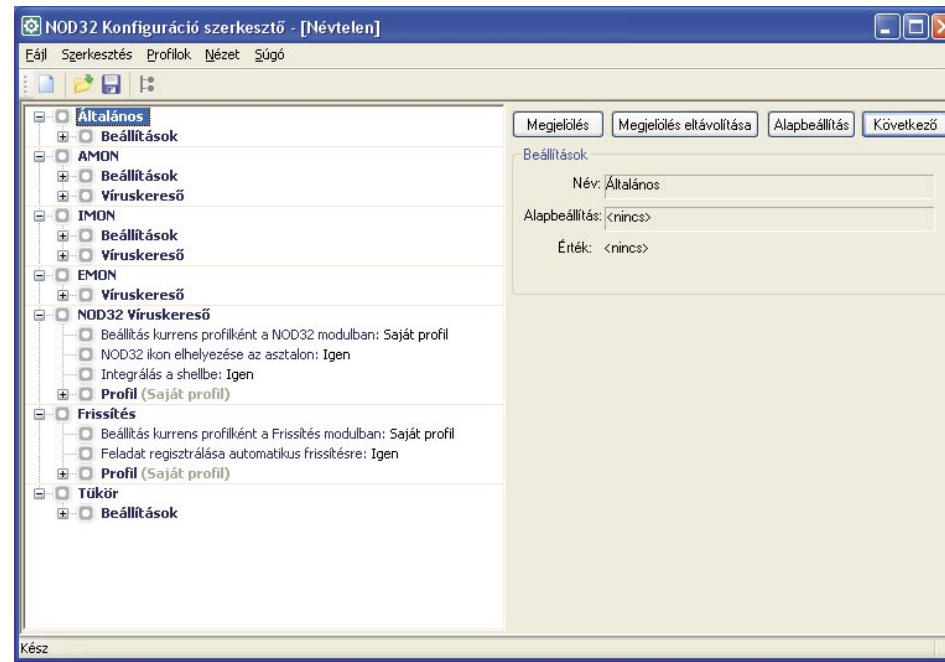 NOD32 Konfiguráció szerkesztő - [Névtelen]
Fájl Szerkesztés Profilok Nézet Súgó
Általános
Beállítások
AMON
Beállítások
Víruskereső
IMON
Beállítások
Víruskereső
EMON
Víruskereső
NOD32 Víruskereső
Beállítás kurrens profilként a NOD32 modulban: Saját profil
NOD32 ikon elhelyezése az asztalon: Igen
Integrálás a shellbe: Igen
Profil (Saját profil)
Frissítés
Beállítás kurrens profilként a Frissítés modulban: Saját profil
Feladat regisztrálása automatikus frissítésre: Igen
Profil (Saját profil)
Tükör
Beállítások
Megjelölés Megjelölés eltávolítása Alapbeállítás Következő
Beállítások
Név: Általános
Alapbeállítás: <nincs>
Érték: <nincs>
Kész